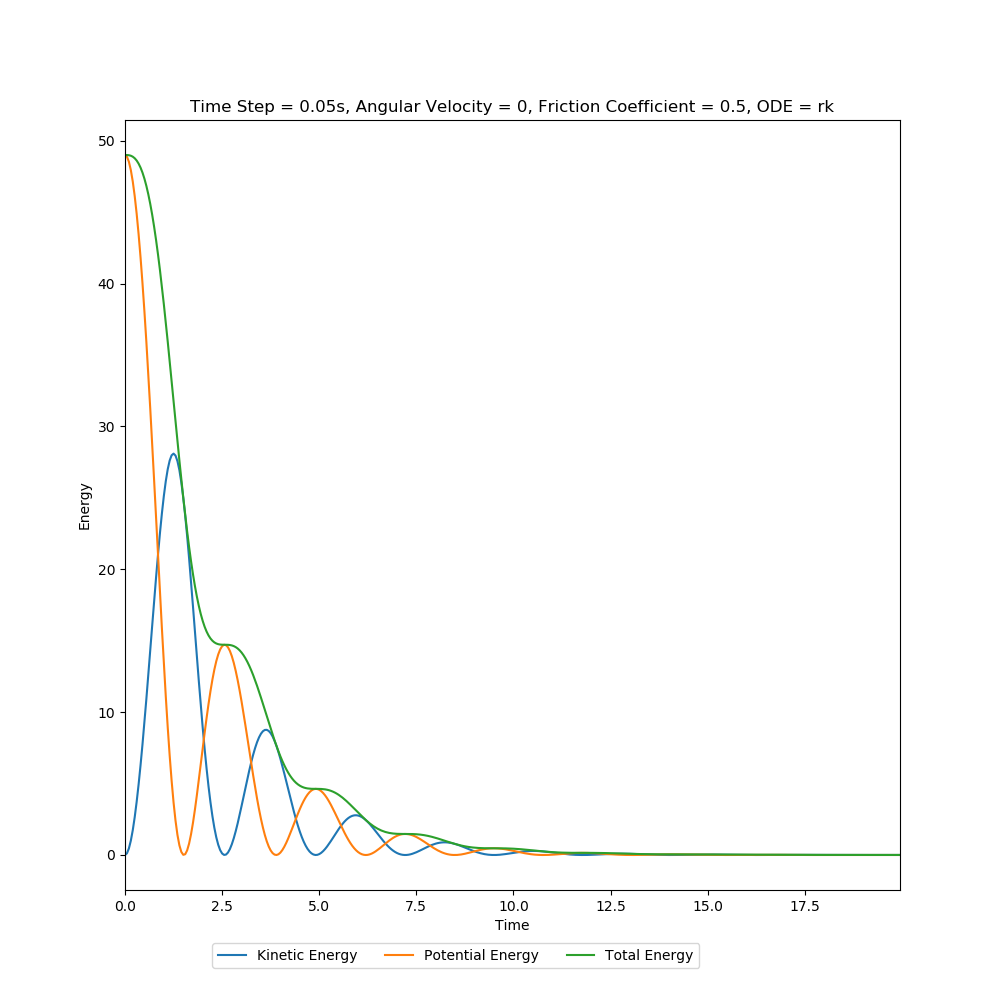 Time Step = 0.05s, Angular Velocity = 0, Friction Coefficient = 0.5, ODE = rk
50
40
30
20
10
0
Energy
0.0 2.5 5.0 7.5 10.0 12.5 15.0 17.5
Time
Kinetic Energy Potential Energy Total Energy